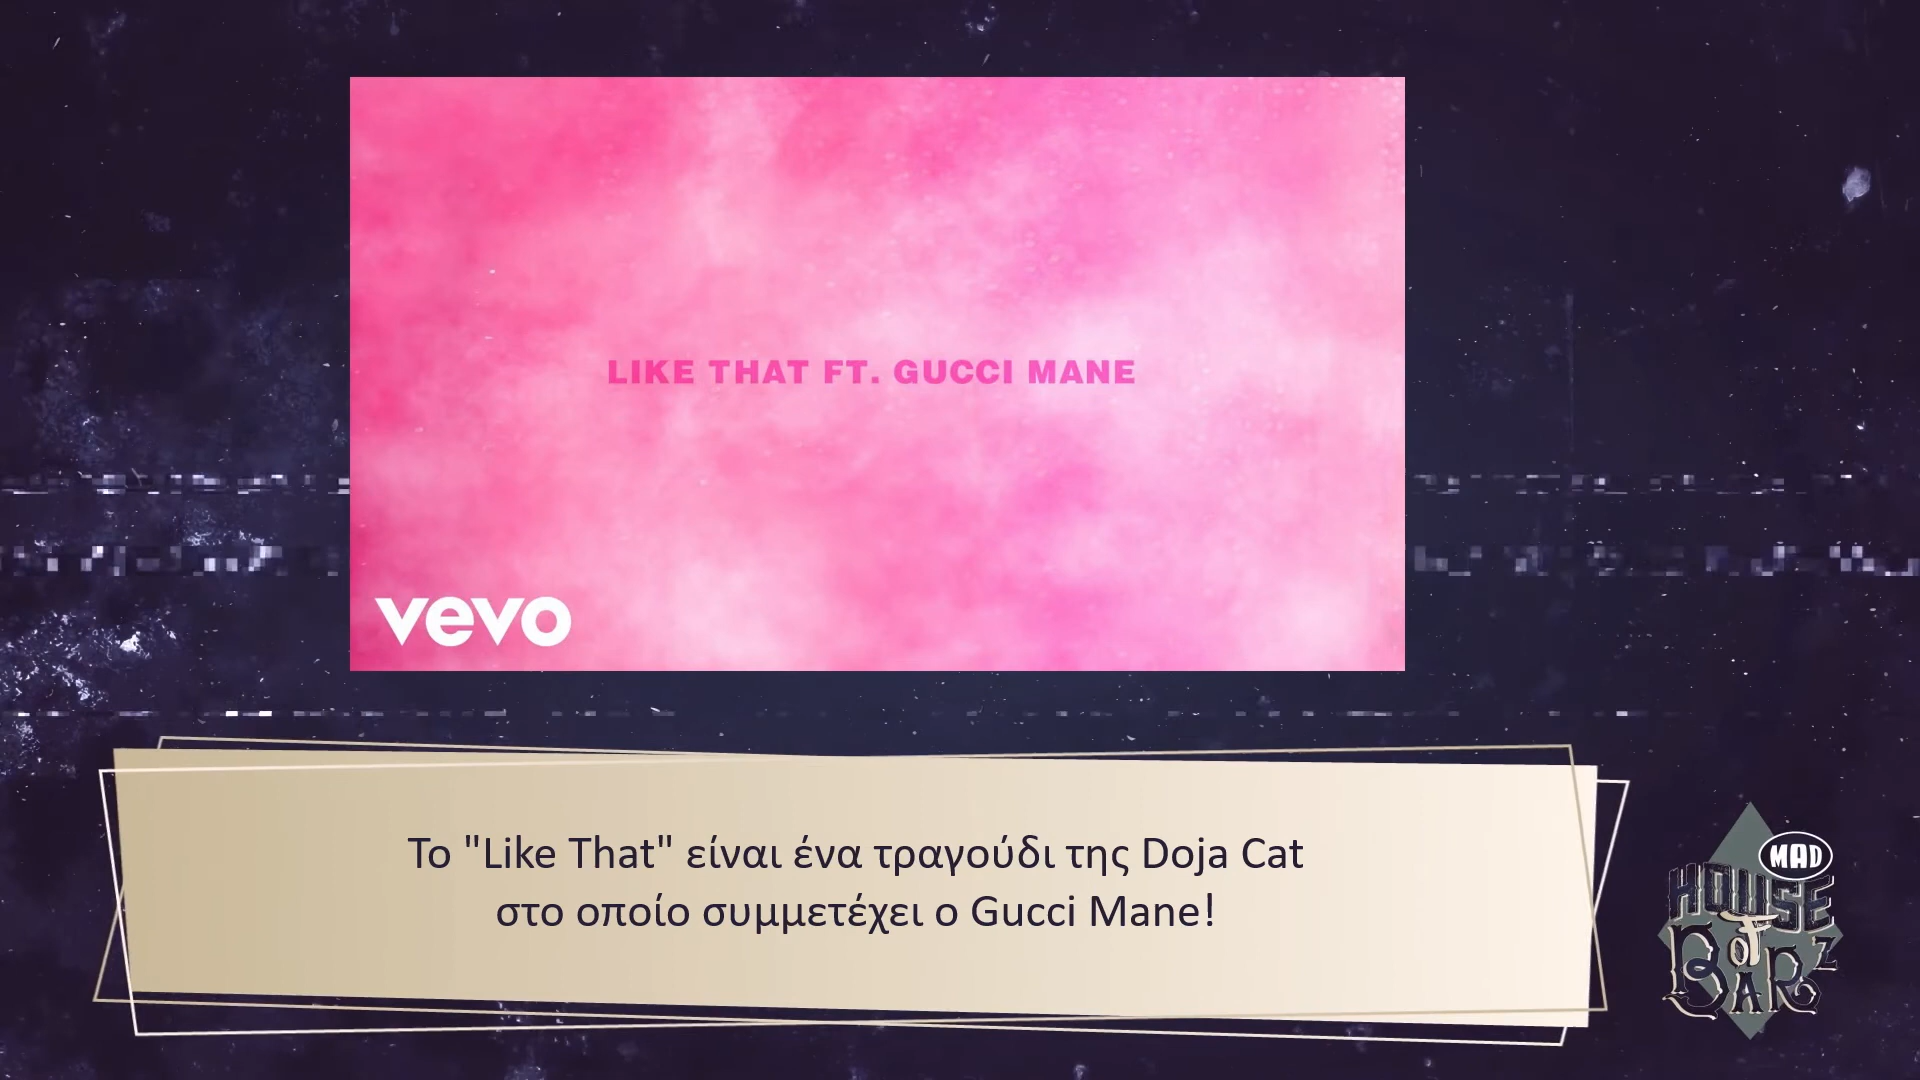 LIKE THAT FT. GUCCI MANE
vevo
Το "Like That" είναι ένα τραγούδι της Doja Cat
στο οποίο συμμετέχει ο Gucci Mane!
MAD
HOUSE
OF
BARZ